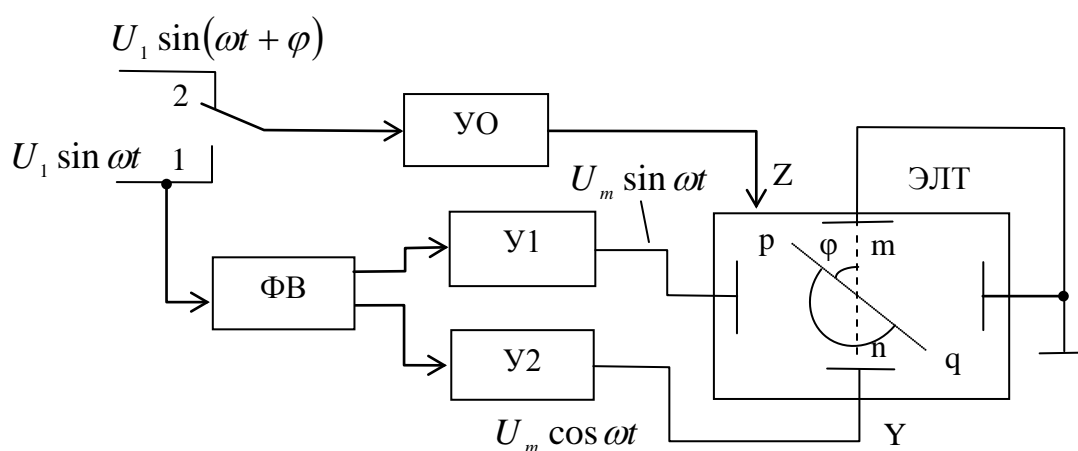 U₁ sin(ωt + φ)
2
УО
U₁ sin ωt
1
U_m sin ωt
Z
ЭЛТ
У1
p
φ
m
ФВ
У2
n
q
U_m cos ωt
Y